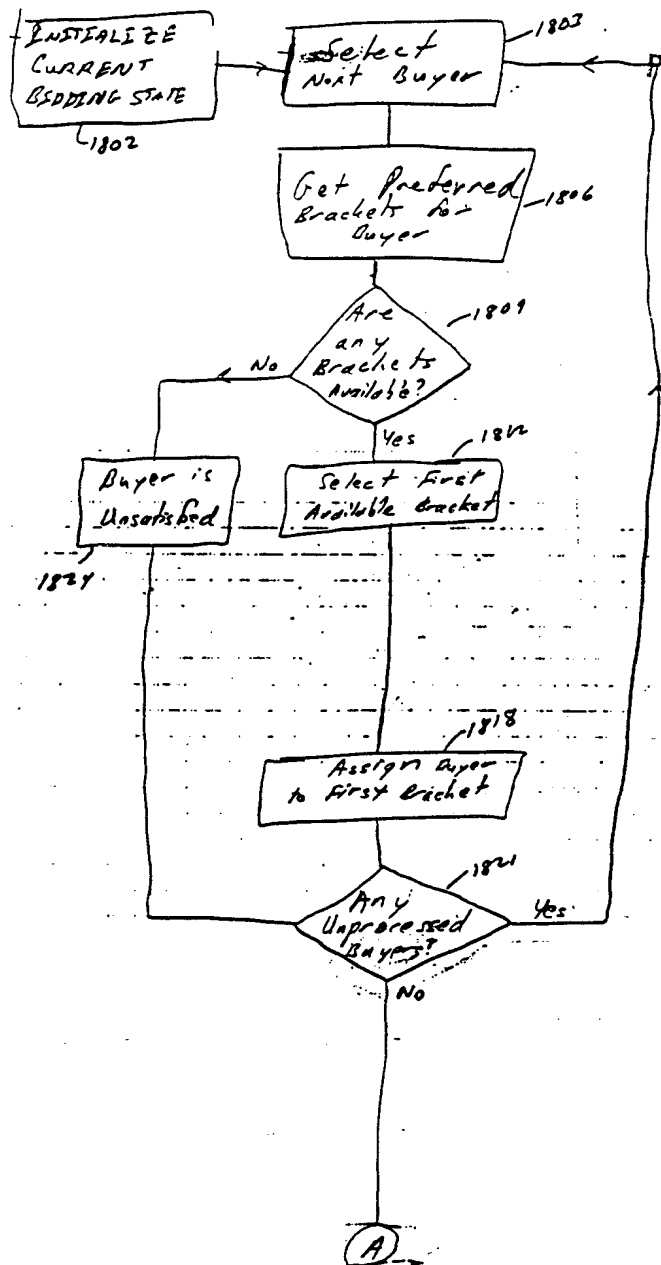 INITIALIZE
CURRENT
BIDDING STATE
1802
Select
Next Buyer
1803
Get Preferred
Brackets for
Buyer
1806
Are
any
Brackets
Available?
1809
No
Yes
Buyer is
Unsatisfied
1824
Select First
Available Bracket
1812
Assign Buyer
to First Bracket
1818
Any
Unprocessed
Buyers?
1821
Yes
No
A